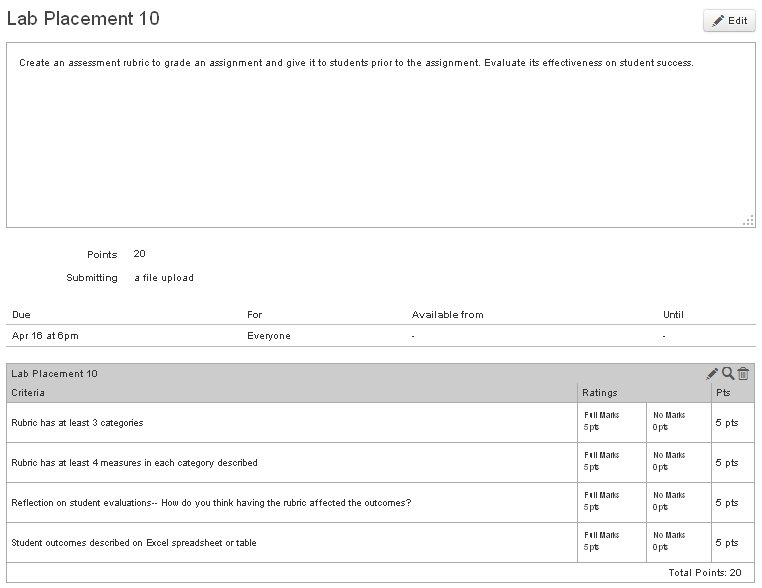 Lab Placement 10
Edit
Create an assessment rubric to grade an assignment and give it to students prior to the assignment. Evaluate its effectiveness on student success.
Points 20
Submitting a file upload
Due For Available from Until
Apr 16 at 6pm Everyone - -
Lab Placement 10
Criteria Ratings Pts
Rubric has at least 3 categories Full Marks 5 pts No Marks 0 pts 5 pts
Rubric has at least 4 measures in each category described Full Marks 5 pts No Marks 0 pts 5 pts
Reflection on student evaluations-- How do you think having the rubric affected the outcomes? Full Marks 5 pts No Marks 0 pts 5 pts
Student outcomes described on Excel spreadsheet or table Full Marks 5 pts No Marks 0 pts 5 pts
Total Points: 20